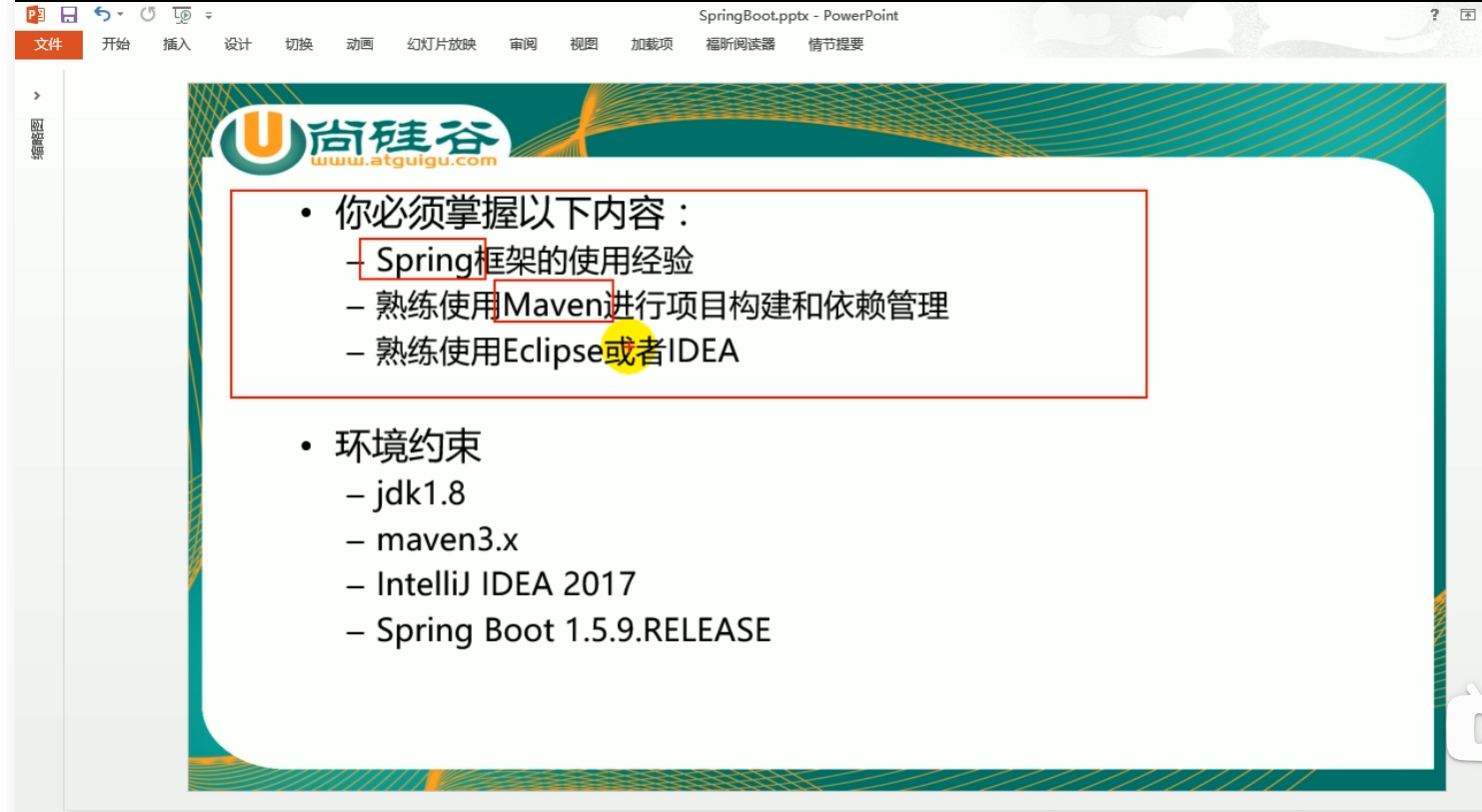 SpringBoot.pptx - PowerPoint
?
文件 开始 插入 设计 切换 动画 幻灯片放映 审阅 视图 加载项 福昕阅读器 情节提要
缩略图
U尚硅谷
www.atguigu.com
• 你必须掌握以下内容：
– Spring框架的使用经验
– 熟练使用Maven进行项目构建和依赖管理
– 熟练使用Eclipse或者IDEA
• 环境约束
– jdk1.8
– maven3.x
– IntelliJ IDEA 2017
– Spring Boot 1.5.9.RELEASE